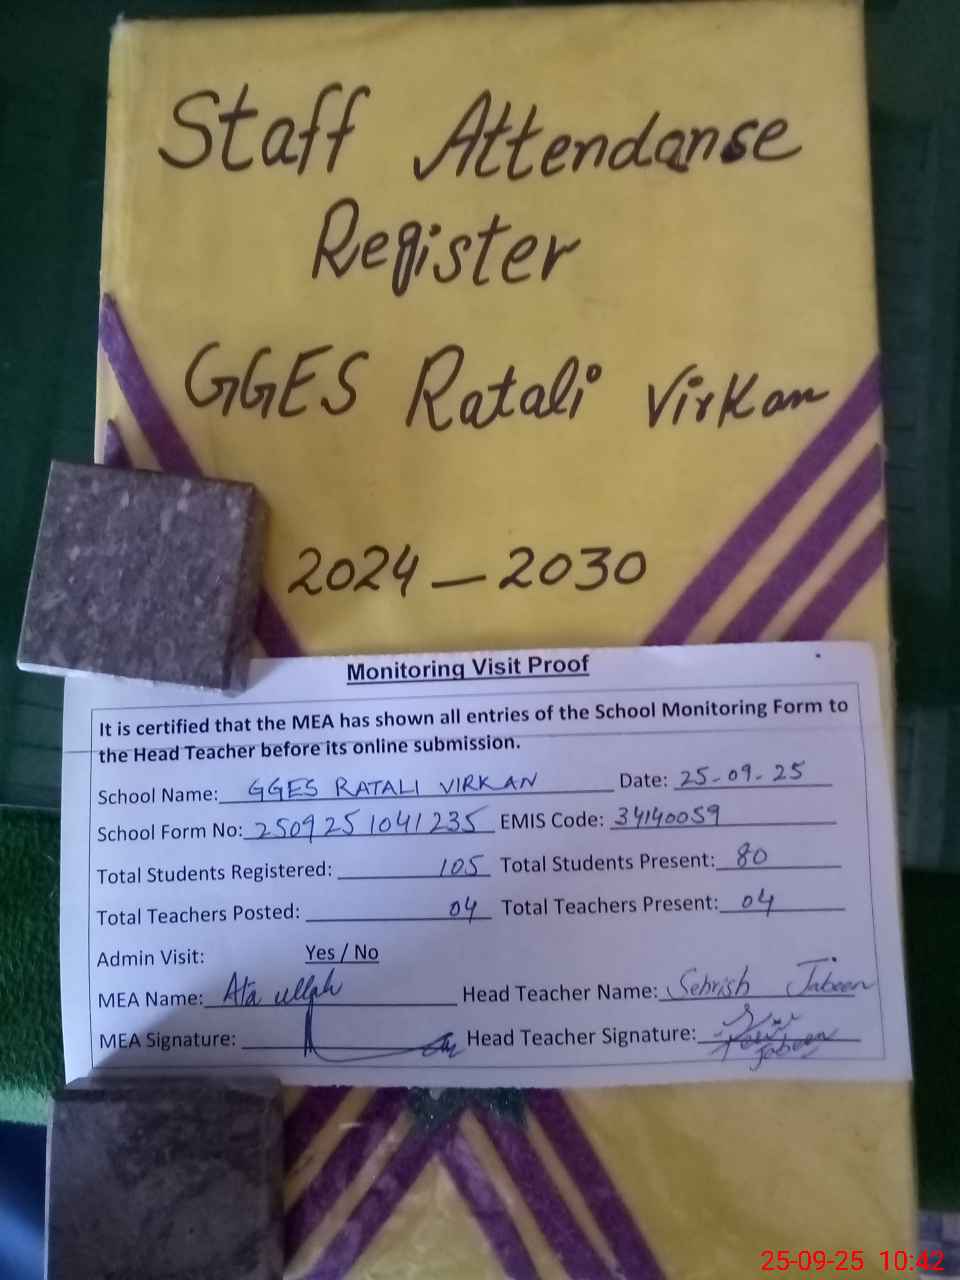 Staff Attendanse
Register
GGES Ratali Virkan
2024 — 2030
Monitoring Visit Proof
It is certified that the MEA has shown all entries of the School Monitoring Form to
the Head Teacher before its online submission.
School Name: GGES RATALI VIRKAN Date: 25-09-25
School Form No: 2509251041235 EMIS Code: 34140059
Total Students Registered: 105 Total Students Present: 80
Total Teachers Posted: 04 Total Teachers Present: 04
Admin Visit: Yes / No
MEA Name: Ata ullah Head Teacher Name: Sehrish Jabeen
MEA Signature: Head Teacher Signature: Jabeen
25-09-25 10:42